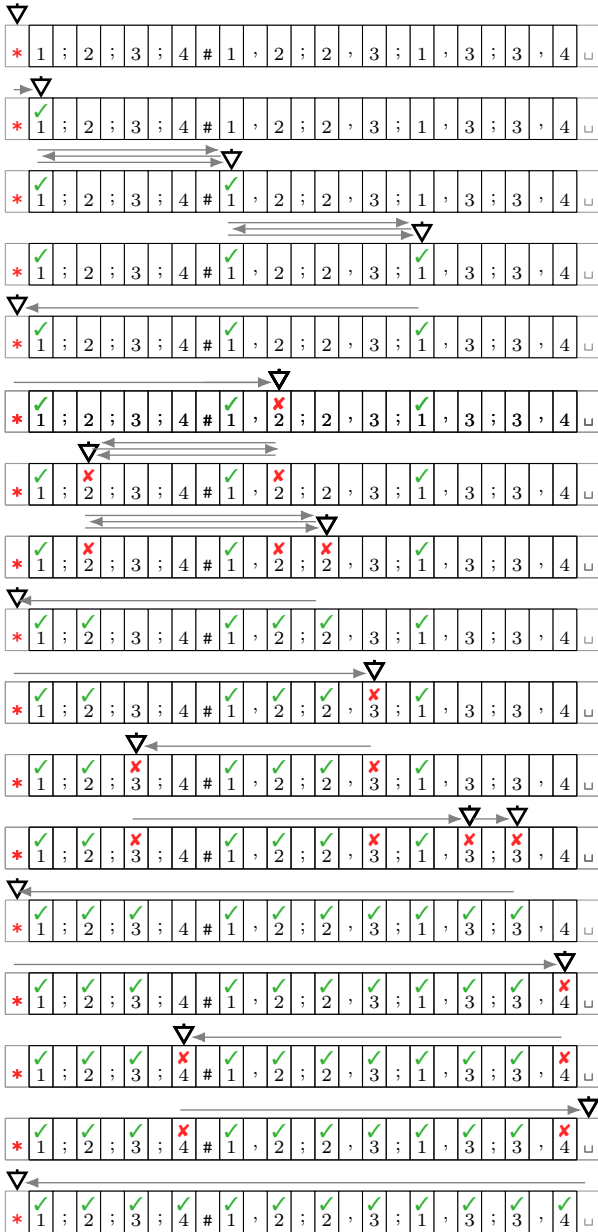 * 1 ; 2 ; 3 ; 4 # 1 , 2 ; 2 , 3 ; 1 , 3 ; 3 , 4 ␣
✓
* 1 ; 2 ; 3 ; 4 # 1 , 2 ; 2 , 3 ; 1 , 3 ; 3 , 4 ␣
✓ ✓
* 1 ; 2 ; 3 ; 4 # 1 , 2 ; 2 , 3 ; 1 , 3 ; 3 , 4 ␣
✓ ✓ ✓
* 1 ; 2 ; 3 ; 4 # 1 , 2 ; 2 , 3 ; 1 , 3 ; 3 , 4 ␣
✓ ✓ ✓
* 1 ; 2 ; 3 ; 4 # 1 , 2 ; 2 , 3 ; 1 , 3 ; 3 , 4 ␣
✓ ✓ ✘ ✓
* 1 ; 2 ; 3 ; 4 # 1 , 2 ; 2 , 3 ; 1 , 3 ; 3 , 4 ␣
✓ ✘ ✓ ✘ ✓
* 1 ; 2 ; 3 ; 4 # 1 , 2 ; 2 , 3 ; 1 , 3 ; 3 , 4 ␣
✓ ✘ ✓ ✘ ✘ ✓
* 1 ; 2 ; 3 ; 4 # 1 , 2 ; 2 , 3 ; 1 , 3 ; 3 , 4 ␣
✓ ✓ ✓ ✓ ✓ ✓
* 1 ; 2 ; 3 ; 4 # 1 , 2 ; 2 , 3 ; 1 , 3 ; 3 , 4 ␣
✓ ✓ ✓ ✓ ✓ ✘ ✓
* 1 ; 2 ; 3 ; 4 # 1 , 2 ; 2 , 3 ; 1 , 3 ; 3 , 4 ␣
✓ ✓ ✘ ✓ ✓ ✓ ✘ ✓
* 1 ; 2 ; 3 ; 4 # 1 , 2 ; 2 , 3 ; 1 , 3 ; 3 , 4 ␣
✓ ✓ ✘ ✓ ✓ ✓ ✘ ✓ ✘ ✘
* 1 ; 2 ; 3 ; 4 # 1 , 2 ; 2 , 3 ; 1 , 3 ; 3 , 4 ␣
✓ ✓ ✓ ✓ ✓ ✓ ✓ ✓ ✓ ✓
* 1 ; 2 ; 3 ; 4 # 1 , 2 ; 2 , 3 ; 1 , 3 ; 3 , 4 ␣
✓ ✓ ✓ ✓ ✓ ✓ ✓ ✓ ✓ ✓ ✘
* 1 ; 2 ; 3 ; 4 # 1 , 2 ; 2 , 3 ; 1 , 3 ; 3 , 4 ␣
✓ ✓ ✓ ✘ ✓ ✓ ✓ ✓ ✓ ✓ ✓ ✘
* 1 ; 2 ; 3 ; 4 # 1 , 2 ; 2 , 3 ; 1 , 3 ; 3 , 4 ␣
✓ ✓ ✓ ✘ ✓ ✓ ✓ ✓ ✓ ✓ ✓ ✘
* 1 ; 2 ; 3 ; 4 # 1 , 2 ; 2 , 3 ; 1 , 3 ; 3 , 4 ␣
✓ ✓ ✓ ✓ ✓ ✓ ✓ ✓ ✓ ✓ ✓ ✓
* 1 ; 2 ; 3 ; 4 # 1 , 2 ; 2 , 3 ; 1 , 3 ; 3 , 4 ␣